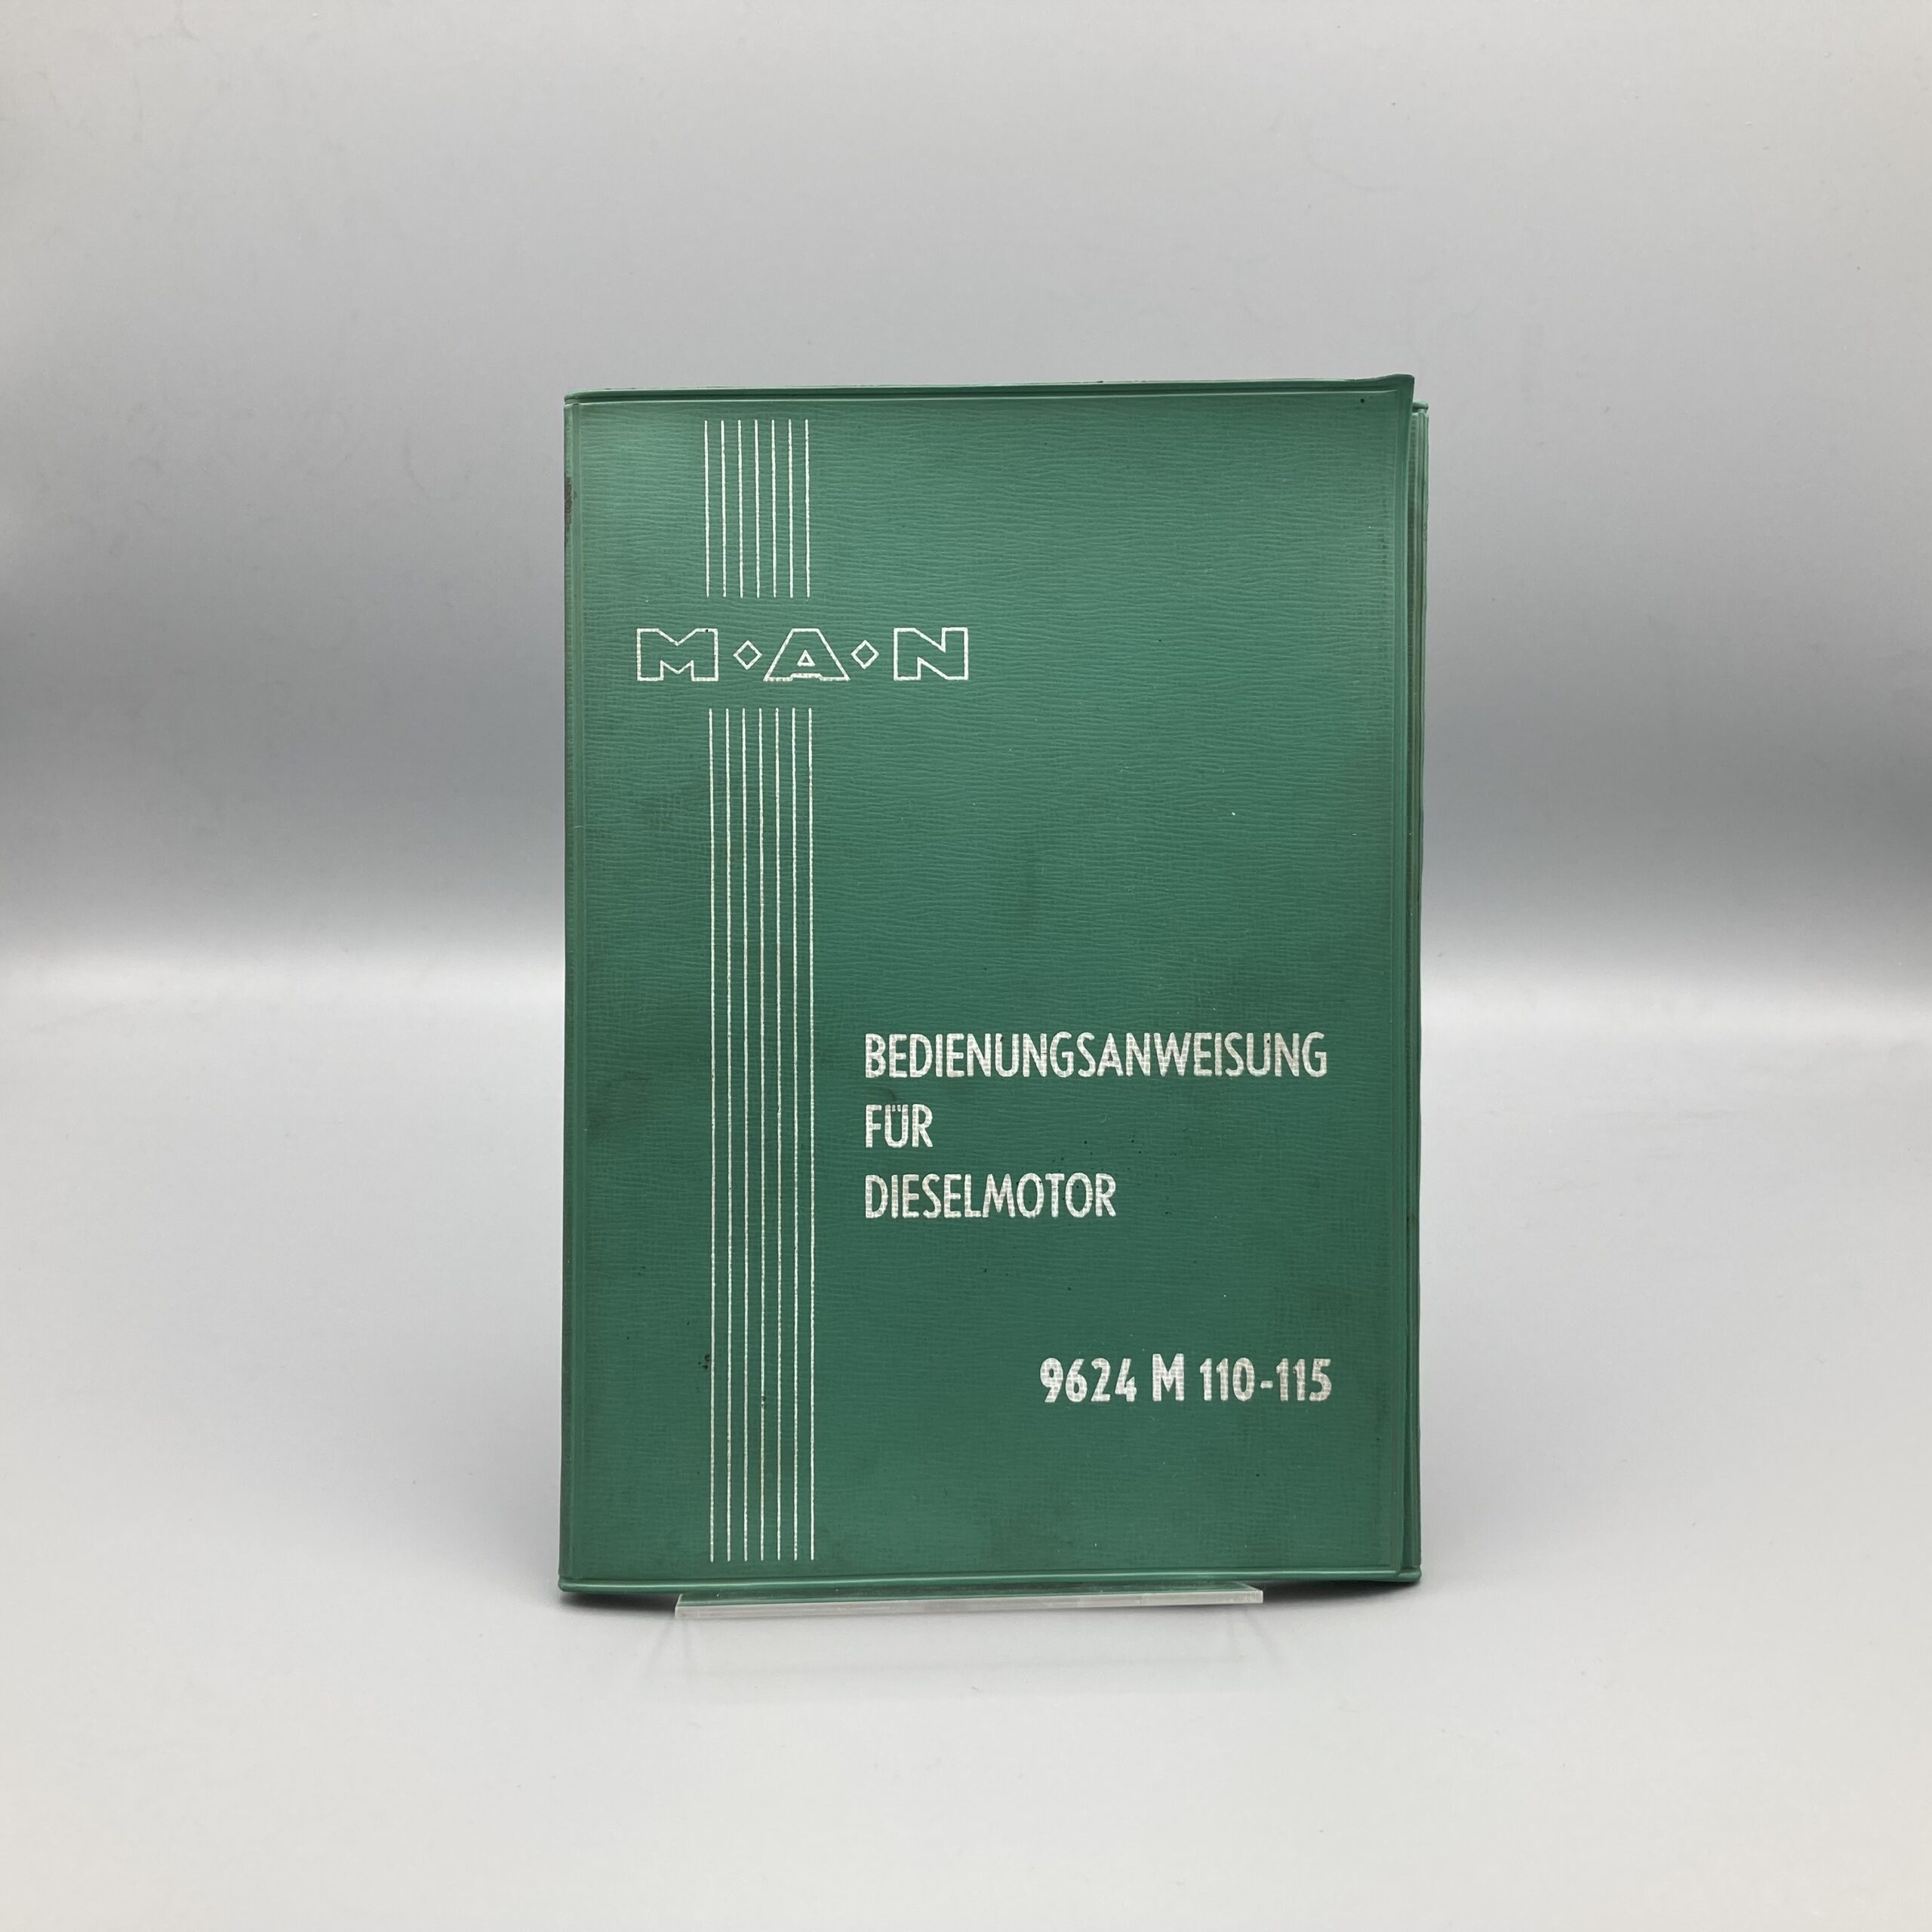 M·A·N
BEDIENUNGSANWEISUNG
FÜR
DIESELMOTOR
9624 M 110-115